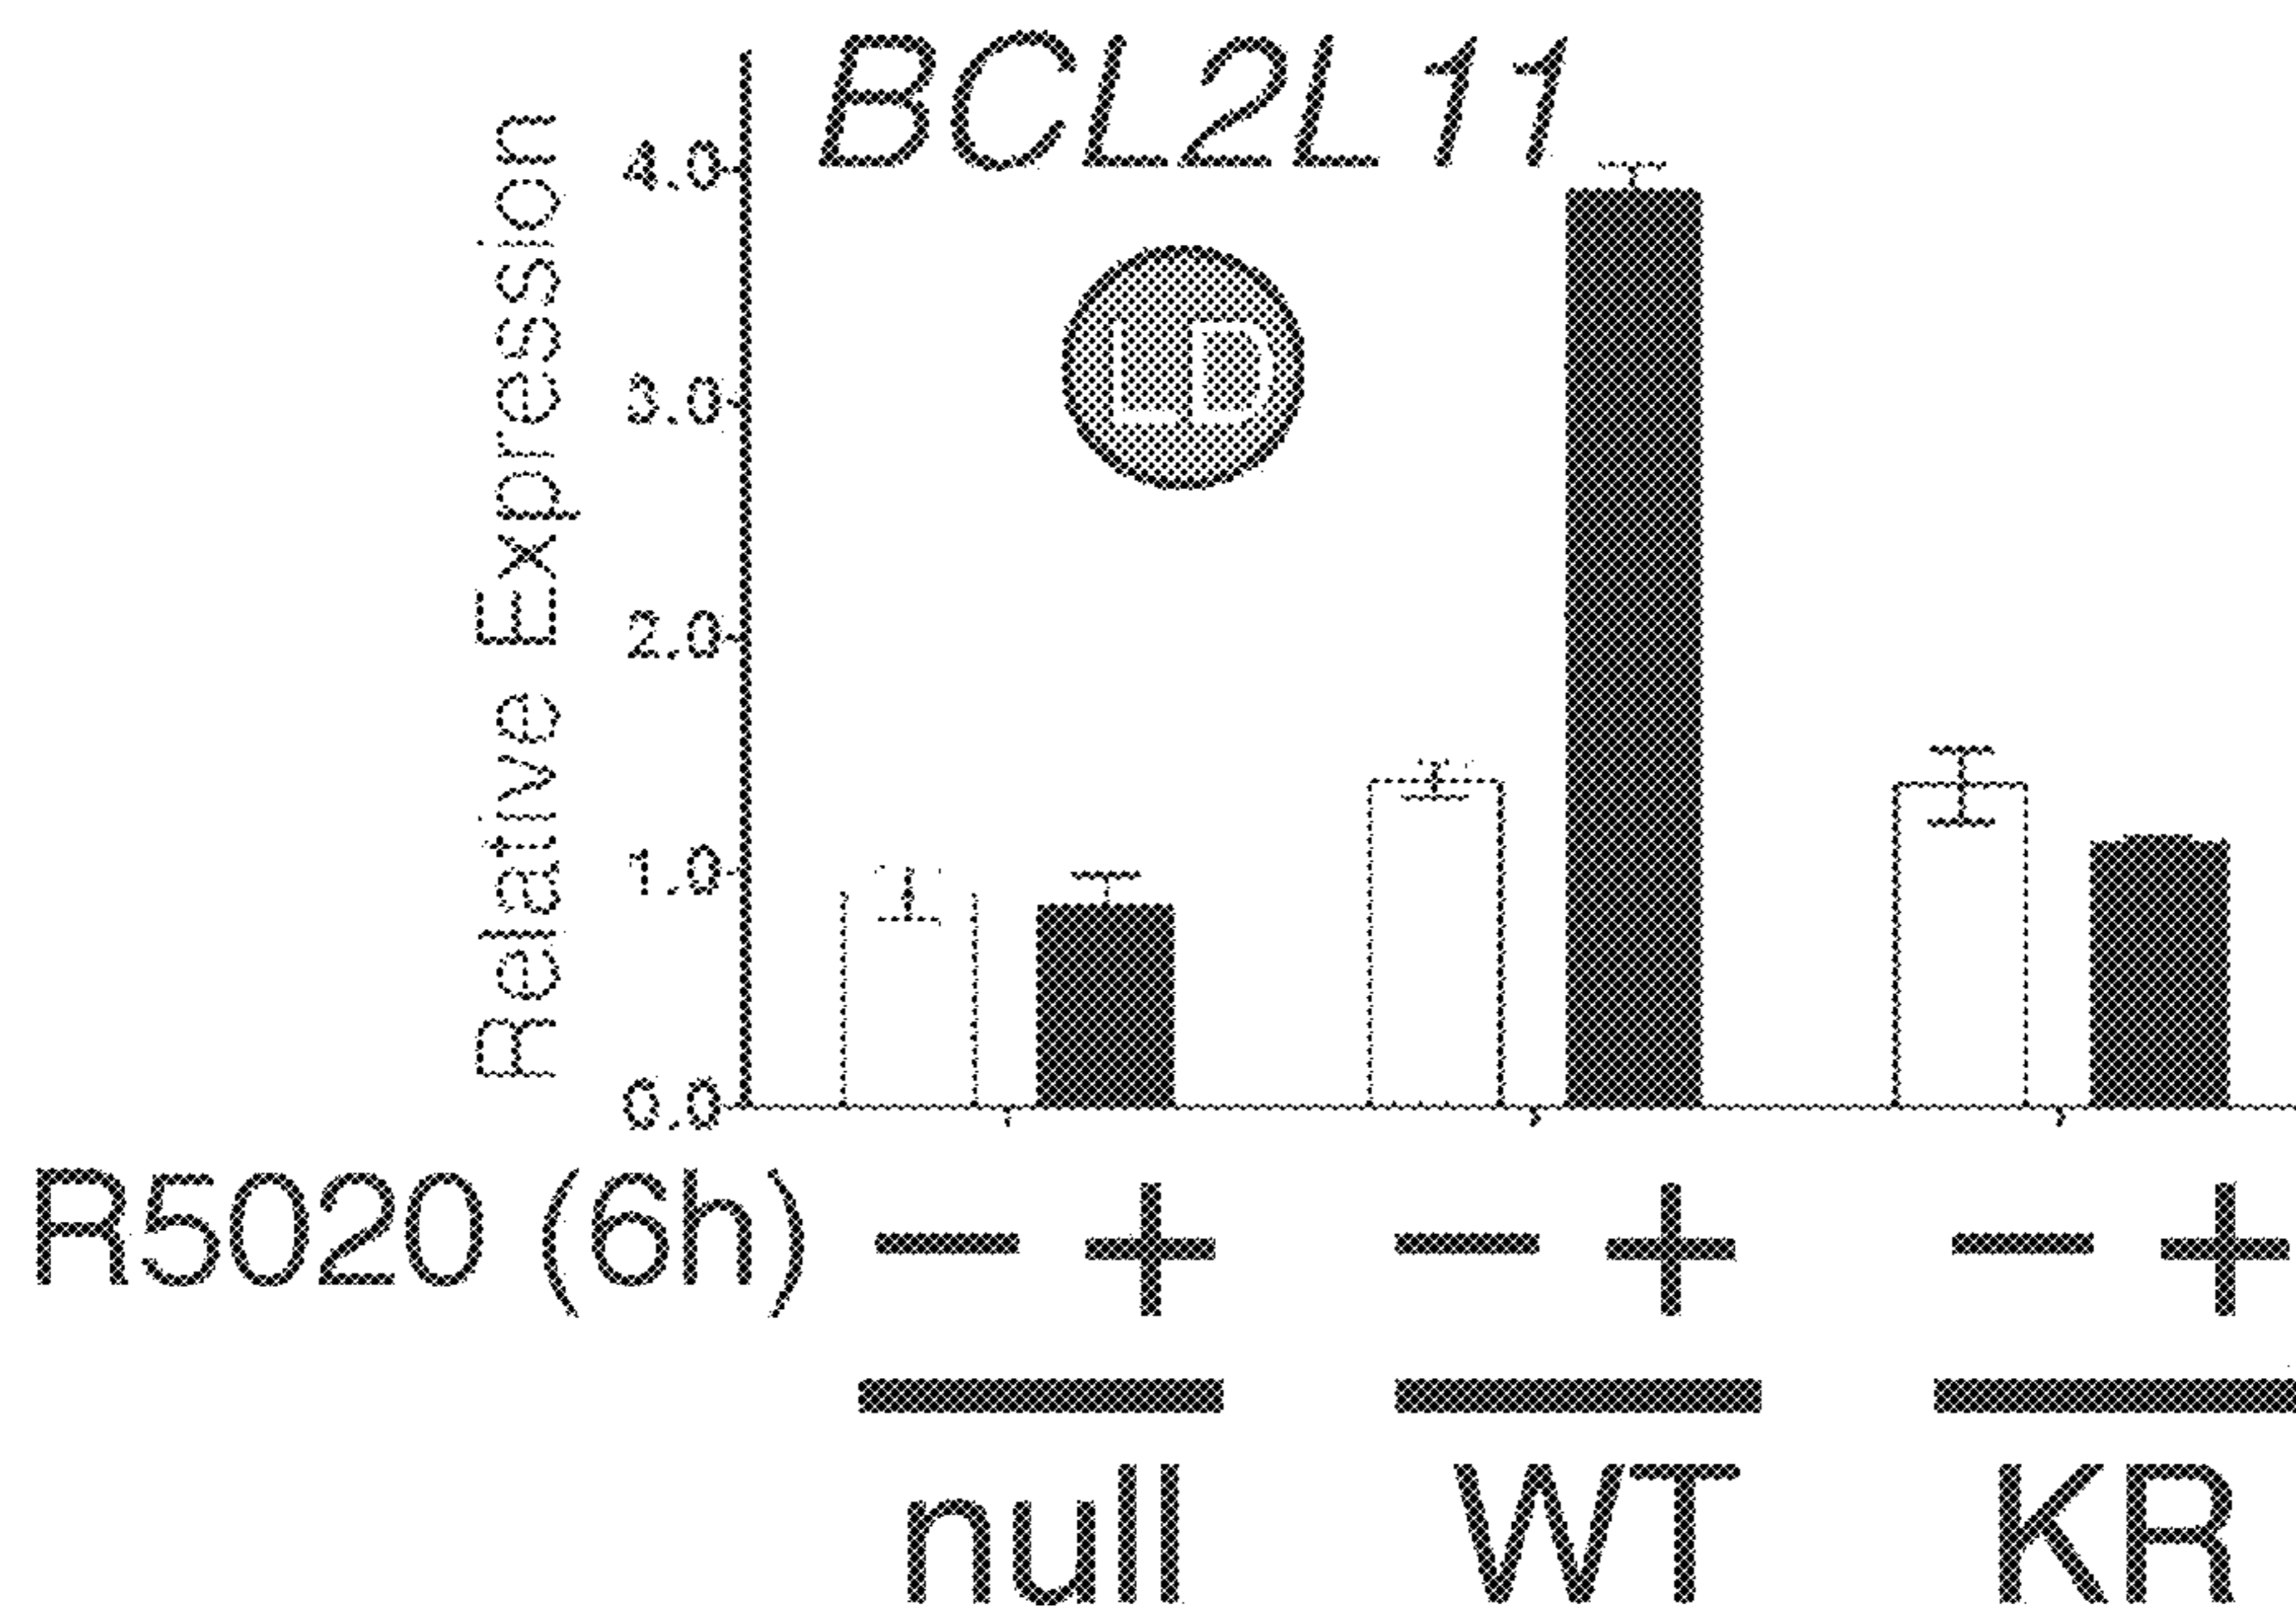 BCL2L11
Relative Expression
4.0
3.0
2.0
1.0
0.0
LD
R5020 (6h) − + − + − +
null WT KR